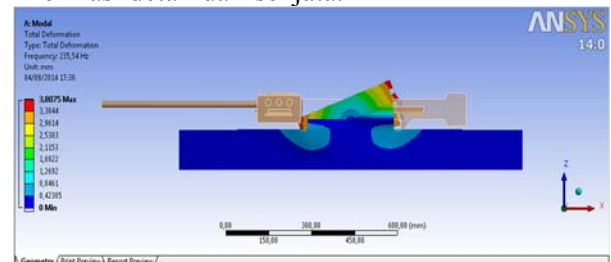 A: Modal
Total Deformation
Type: Total Deformation
Frequency: 235,54 Hz
Unit: mm
04/09/2014 17:38
3,8075 Max
3,3844
2,9614
2,5383
2,1153
1,6922
1,2692
0,8461
0,42305
0 Min
ANSYS
14.0
Z
X
0,00
300,00
600,00 (mm)
150,00
450,00
Geometry / Print Preview / Report Preview /